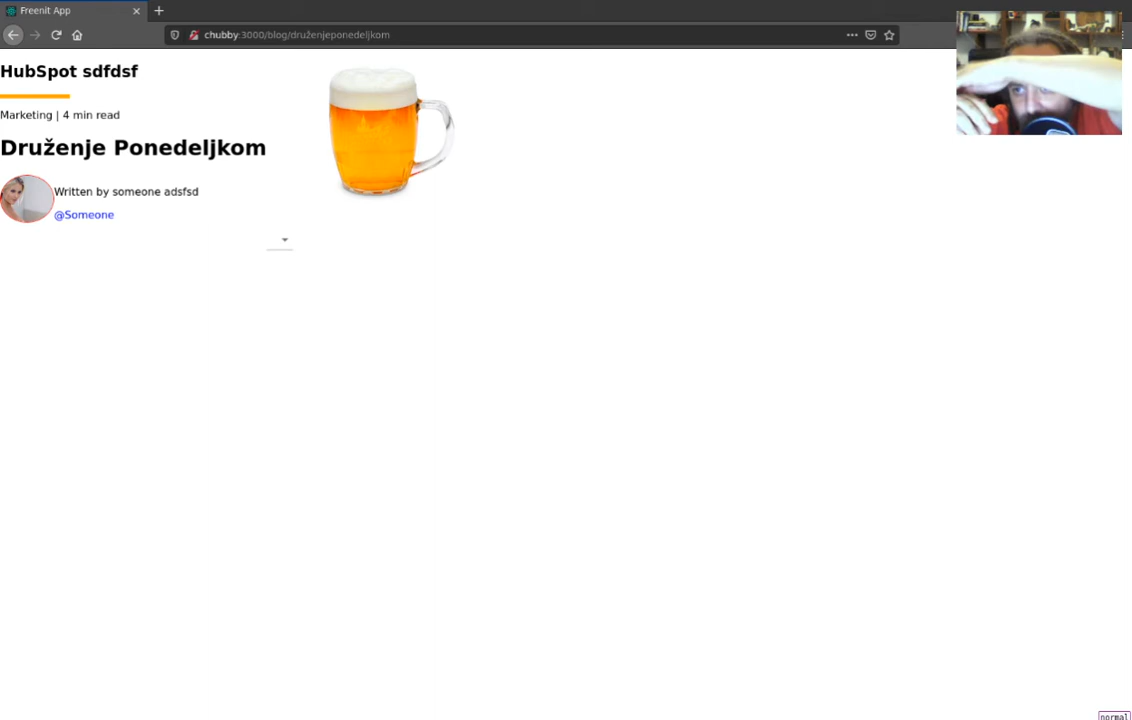 Freenit App
chubby:3000/blog/druženjeponedeljkom
HubSpot sdfdsf
Marketing | 4 min read
Druženje Ponedeljkom
Written by someone adsfsd
@Someone
normal